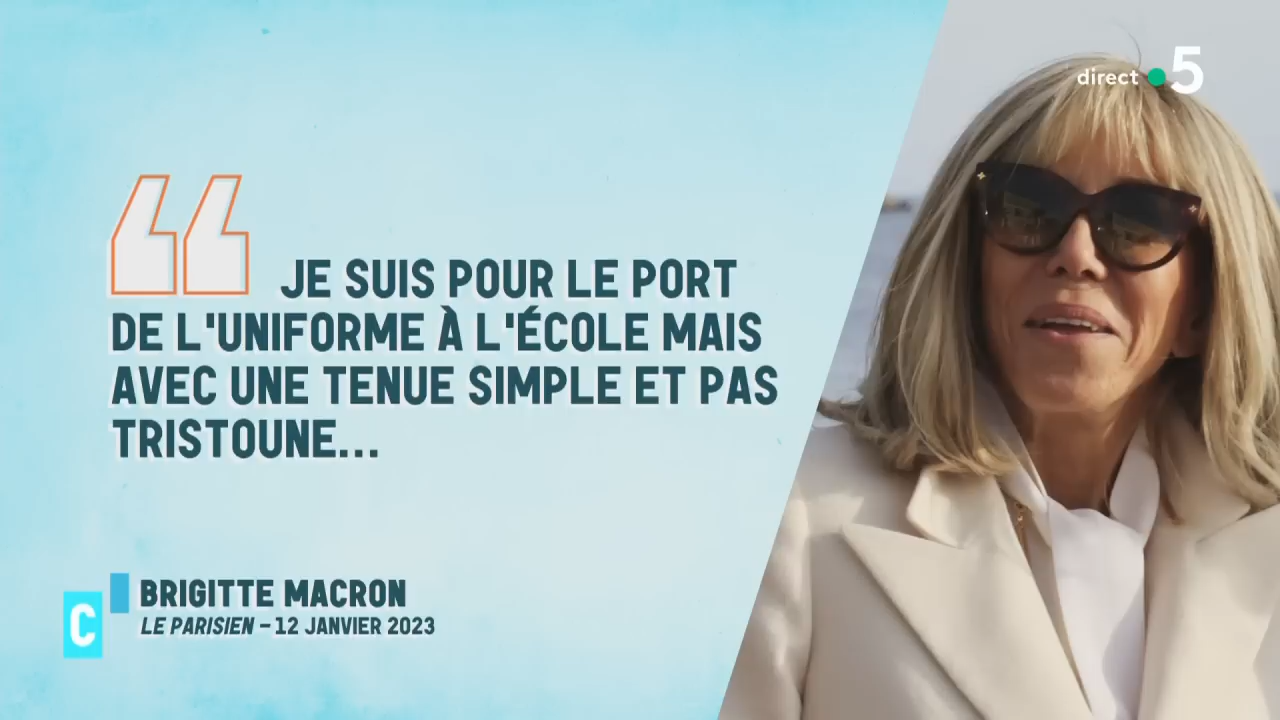 direct 5
“ JE SUIS POUR LE PORT
DE L'UNIFORME À L'ÉCOLE MAIS
AVEC UNE TENUE SIMPLE ET PAS
TRISTOUNE...
BRIGITTE MACRON
C
LE PARISIEN – 12 JANVIER 2023